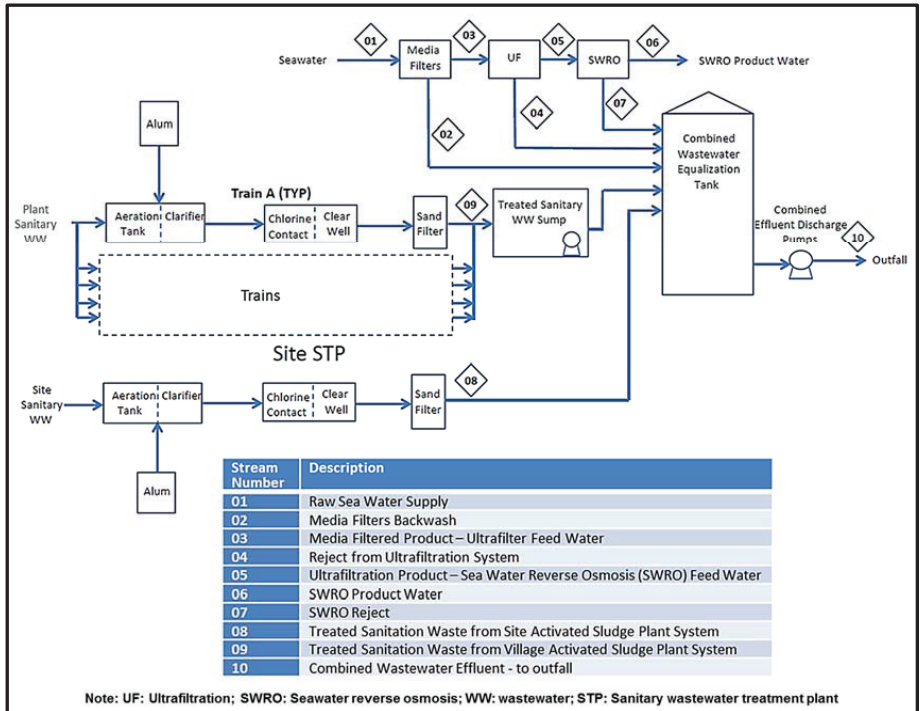 01
03
05
06
Seawater
Media
Filters
UF
SWRO
SWRO Product Water
02
04
07
Alum
Combined
Wastewater
Equalization
Tank
Train A (TYP)
09
Treated Sanitary
WW Sump
Plant
Sanitary
WW
Aeration
Tank
Clarifier
Chlorine
Contact
Clear
Well
Sand
Filter
Combined
Effluent Discharge
Pumps
10
Outfall
Trains
Site STP
08
Site
Sanitary
WW
Aeration
Tank
Clarifier
Chlorine
Contact
Clear
Well
Sand
Filter
Alum
Stream Number Description
01 Raw Sea Water Supply
02 Media Filters Backwash
03 Media Filtered Product – Ultrafilter Feed Water
04 Reject from Ultrafiltration System
05 Ultrafiltration Product – Sea Water Reverse Osmosis (SWRO) Feed Water
06 SWRO Product Water
07 SWRO Reject
08 Treated Sanitation Waste from Site Activated Sludge Plant System
09 Treated Sanitation Waste from Village Activated Sludge Plant System
10 Combined Wastewater Effluent - to outfall
Note: UF: Ultrafiltration; SWRO: Seawater reverse osmosis; WW: wastewater; STP: Sanitary wastewater treatment plant